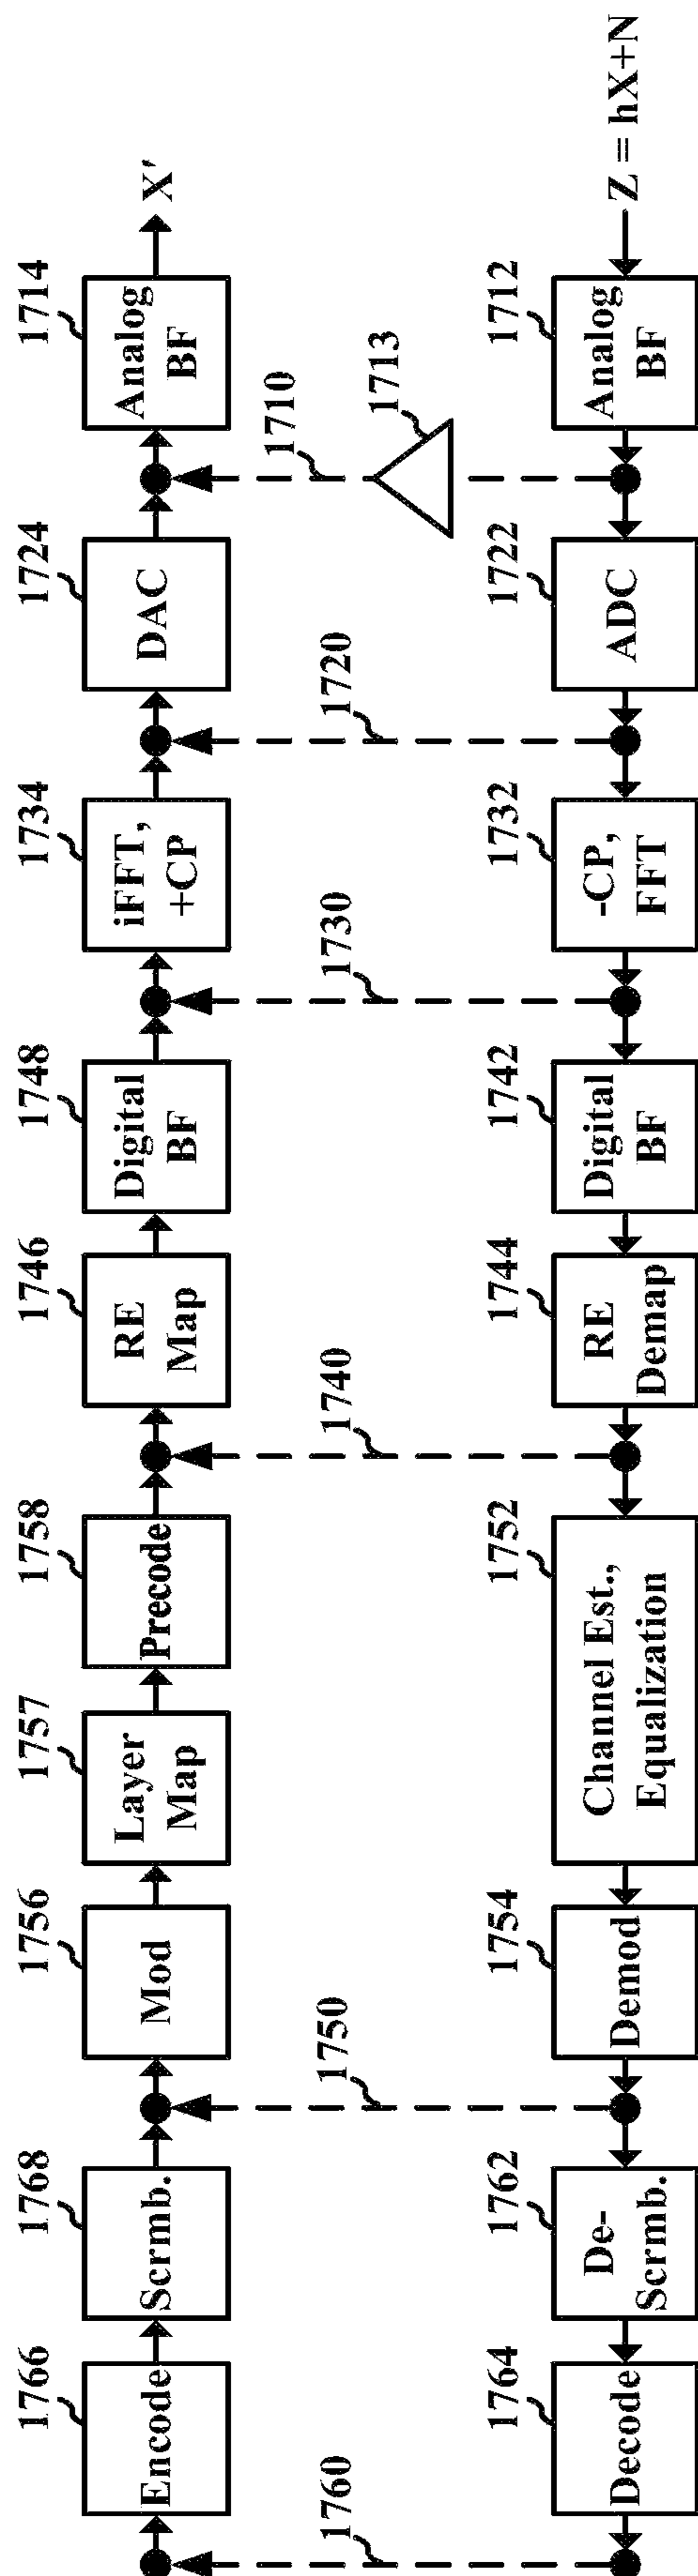 1766
Encode
1768
Scrmb.
1756
Mod
1757
Layer
Map
1758
Precode
1746
RE
Map
1748
Digital
BF
1734
iFFT,
+CP
1724
DAC
1714
Analog
BF
X'
1760
1750
1740
1730
1720
1710
1713
1764
Decode
1762
De-
Scrmb.
1754
Demod
1752
Channel Est.,
Equalization
1744
RE
Demap
1742
Digital
BF
1732
-CP,
FFT
1722
ADC
1712
Analog
BF
Z = hX+N